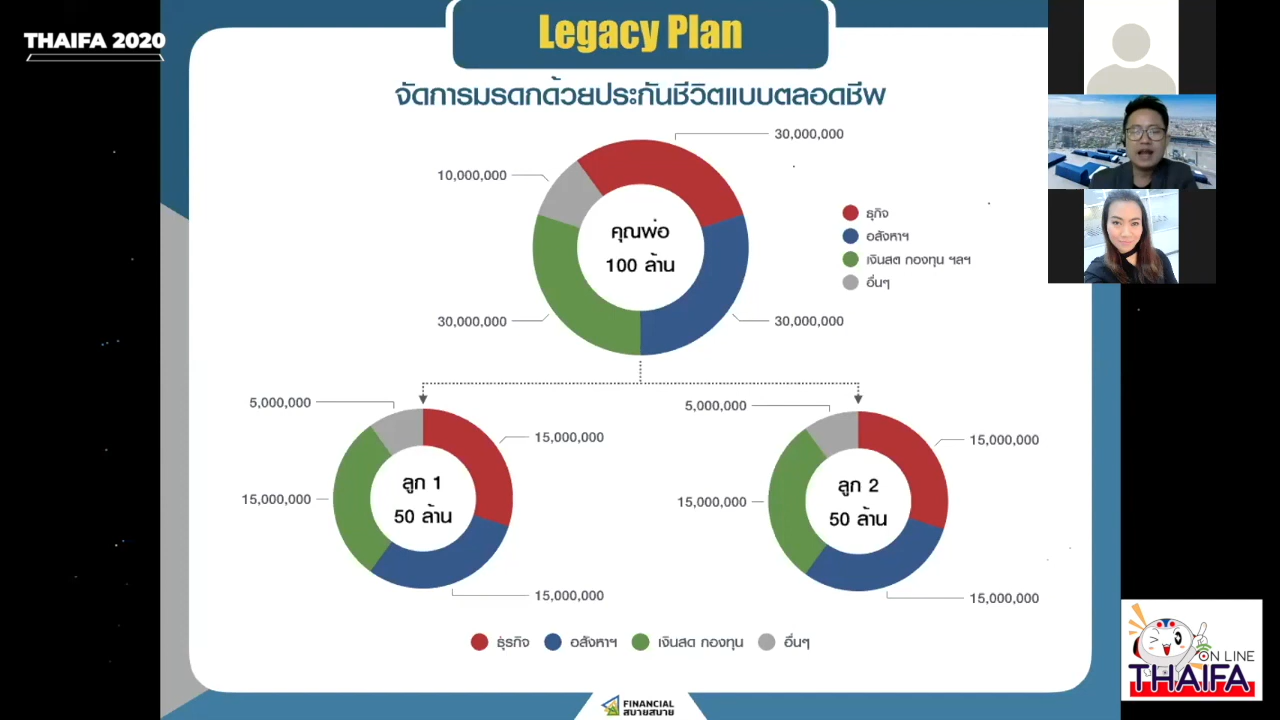 THAIFA 2020
Legacy Plan
จัดการมรดกด้วยประกันชีวิตแบบตลอดชีพ
30,000,000
10,000,000
คุณพ่อ
100 ล้าน
ธุกิจ
อสังหาฯ
เงินสด กองทุน ฯลฯ
อื่นๆ
30,000,000
30,000,000
5,000,000
15,000,000
ลูก 1
50 ล้าน
15,000,000
15,000,000
5,000,000
15,000,000
ลูก 2
50 ล้าน
15,000,000
15,000,000
ธุรกิจ
อสังหาฯ
เงินสด กองทุน
อื่นๆ
FINANCIAL
สบายสบาย
ON LINE
THAIFA